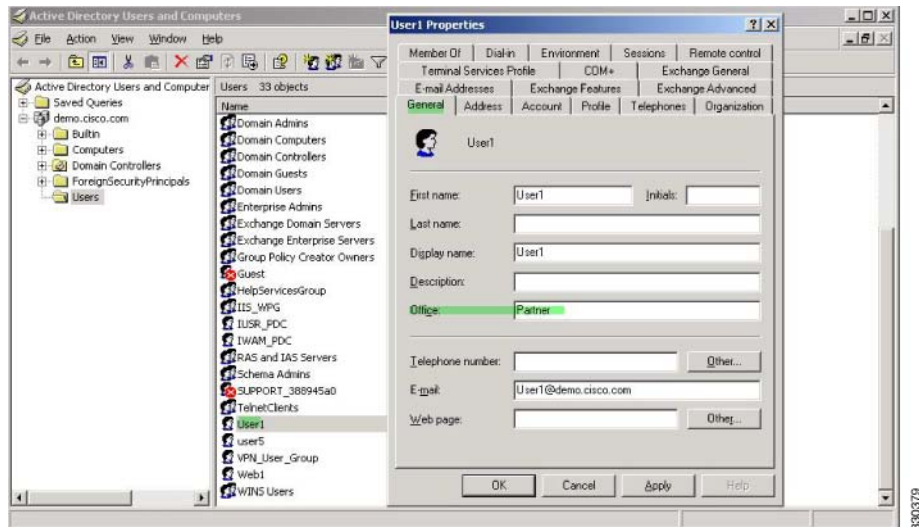 Active Directory Users and Computers
File Action View Window Help
Active Directory Users and Computer
Saved Queries
demo.cisco.com
Builtin
Computers
Domain Controllers
ForeignSecurityPrincipals
Users
Users 33 objects
Name
Domain Admins
Domain Computers
Domain Controllers
Domain Guests
Domain Users
Enterprise Admins
Exchange Domain Servers
Exchange Enterprise Servers
Group Policy Creator Owners
Guest
HelpServicesGroup
IIS_WPG
IUSR_PDC
IWAM_PDC
RAS and IAS Servers
Schema Admins
SUPPORT_388945a0
TelnetClients
User1
user5
VPN_User_Group
Web1
WINS Users
User1 Properties
Member Of Dial-in Environment Sessions Remote control
Terminal Services Profile COM+ Exchange General
E-mail Addresses Exchange Features Exchange Advanced
General Address Account Profile Telephones Organization
User1
First name: User1 Initials:
Last name:
Display name: User1
Description:
Office: Partner
Telephone number: Other...
E-mail: User1@demo.cisco.com
Web page: Other...
OK Cancel Apply Help